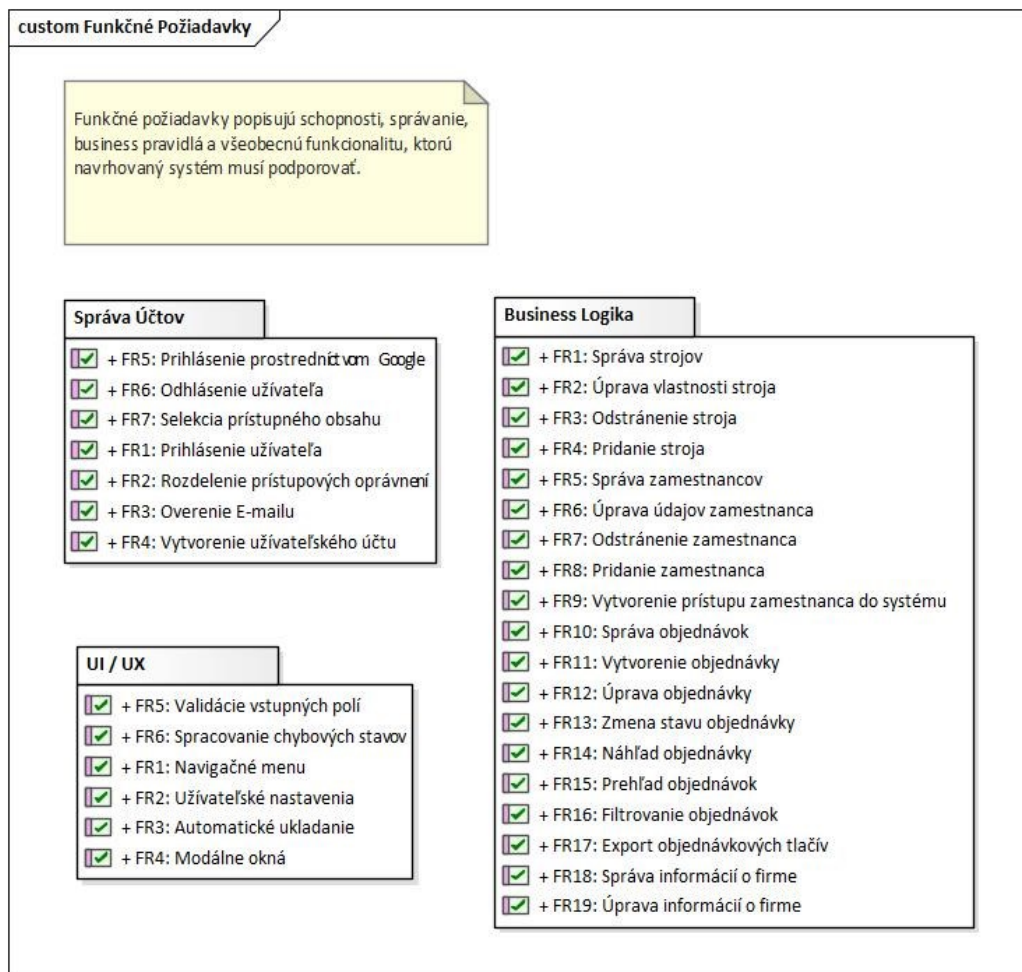 custom Funkčné Požiadavky
Funkčné požiadavky popisujú schopnosti, správanie,
business pravidlá a všeobecnú funkcionalitu, ktorú
navrhovaný systém musí podporovať.
Správa Účtov
+ FR5: Prihlásenie prostredníctvom Google
+ FR6: Odhlásenie užívateľa
+ FR7: Selekcia prístupného obsahu
+ FR1: Prihlásenie užívateľa
+ FR2: Rozdelenie prístupových oprávnení
+ FR3: Overenie E-mailu
+ FR4: Vytvorenie užívateľského účtu
UI / UX
+ FR5: Validácie vstupných polí
+ FR6: Spracovanie chybových stavov
+ FR1: Navigačné menu
+ FR2: Užívateľské nastavenia
+ FR3: Automatické ukladanie
+ FR4: Modálne okná
Business Logika
+ FR1: Správa strojov
+ FR2: Úprava vlastnosti stroja
+ FR3: Odstránenie stroja
+ FR4: Pridanie stroja
+ FR5: Správa zamestnancov
+ FR6: Úprava údajov zamestnanca
+ FR7: Odstránenie zamestnanca
+ FR8: Pridanie zamestnanca
+ FR9: Vytvorenie prístupu zamestnanca do systému
+ FR10: Správa objednávok
+ FR11: Vytvorenie objednávky
+ FR12: Úprava objednávky
+ FR13: Zmena stavu objednávky
+ FR14: Náhľad objednávky
+ FR15: Prehľad objednávok
+ FR16: Filtrovanie objednávok
+ FR17: Export objednávkových tlačív
+ FR18: Správa informácií o firme
+ FR19: Úprava informácií o firme